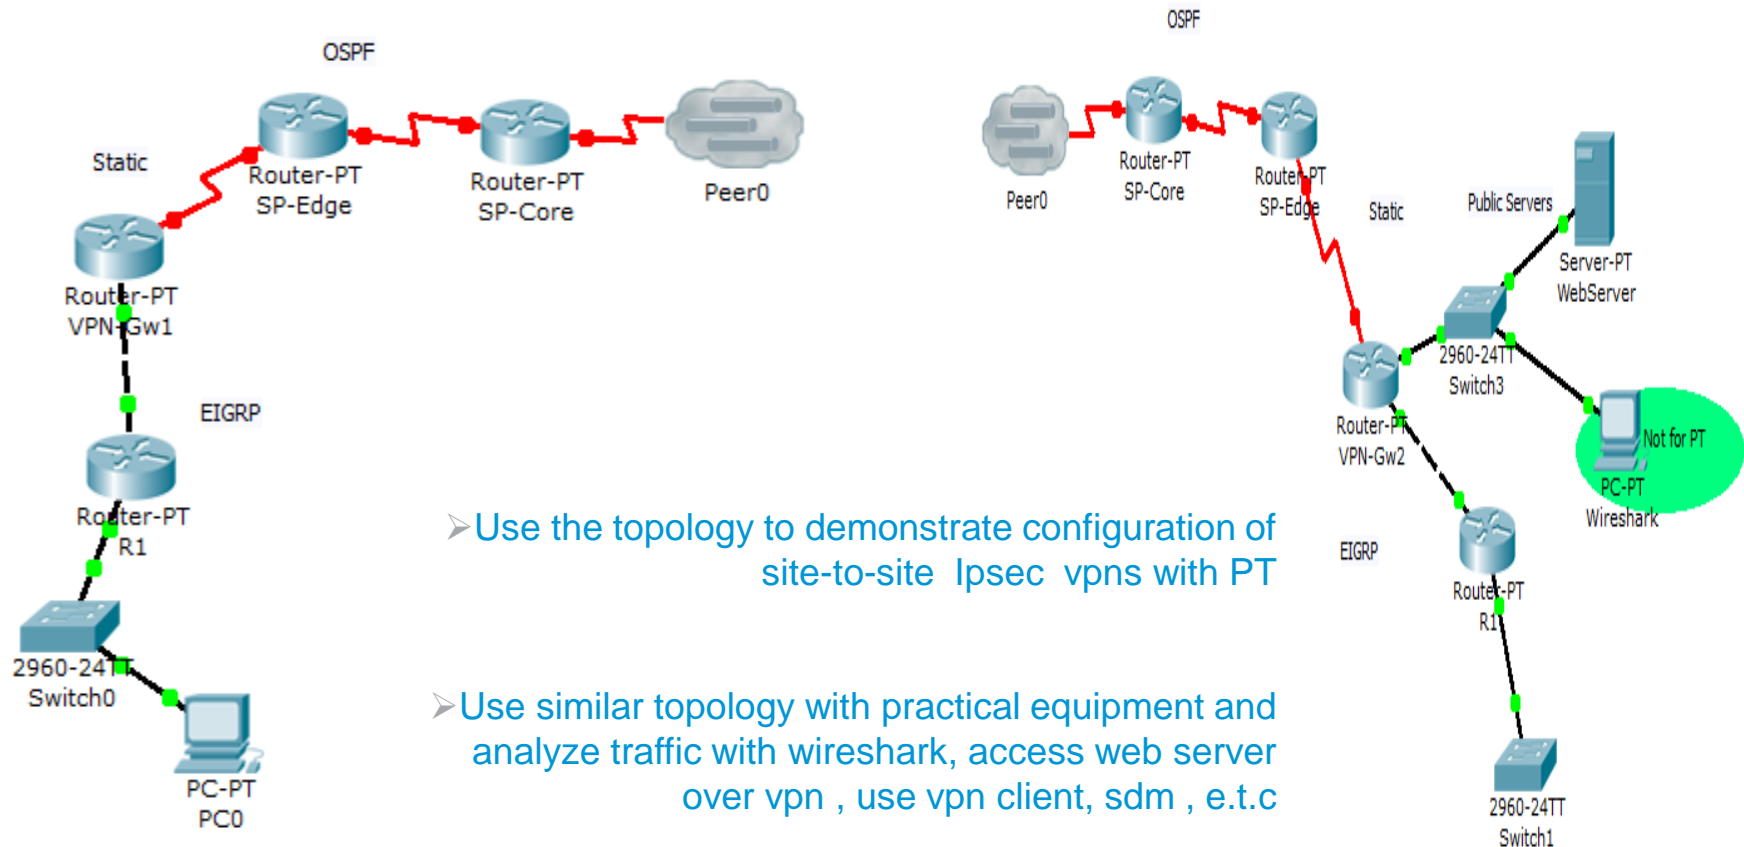 OSPF
Static
Router-PT
SP-Edge
Router-PT
SP-Core
Peer0
Router-PT
VPN-Gw1
EIGRP
Router-PT
R1
2960-24TT
Switch0
PC-PT
PC0
OSPF
Peer0
Router-PT
SP-Core
Router-PT
SP-Edge
Static
Public Servers
Server-PT
WebServer
2960-24TT
Switch3
Router-PT
VPN-Gw2
Not for PT
PC-PT
Wireshark
EIGRP
Router-PT
R1
2960-24TT
Switch1
➢Use the topology to demonstrate configuration of
site-to-site Ipsec vpns with PT
➢Use similar topology with practical equipment and
analyze traffic with wireshark, access web server
over vpn , use vpn client, sdm , e.t.c